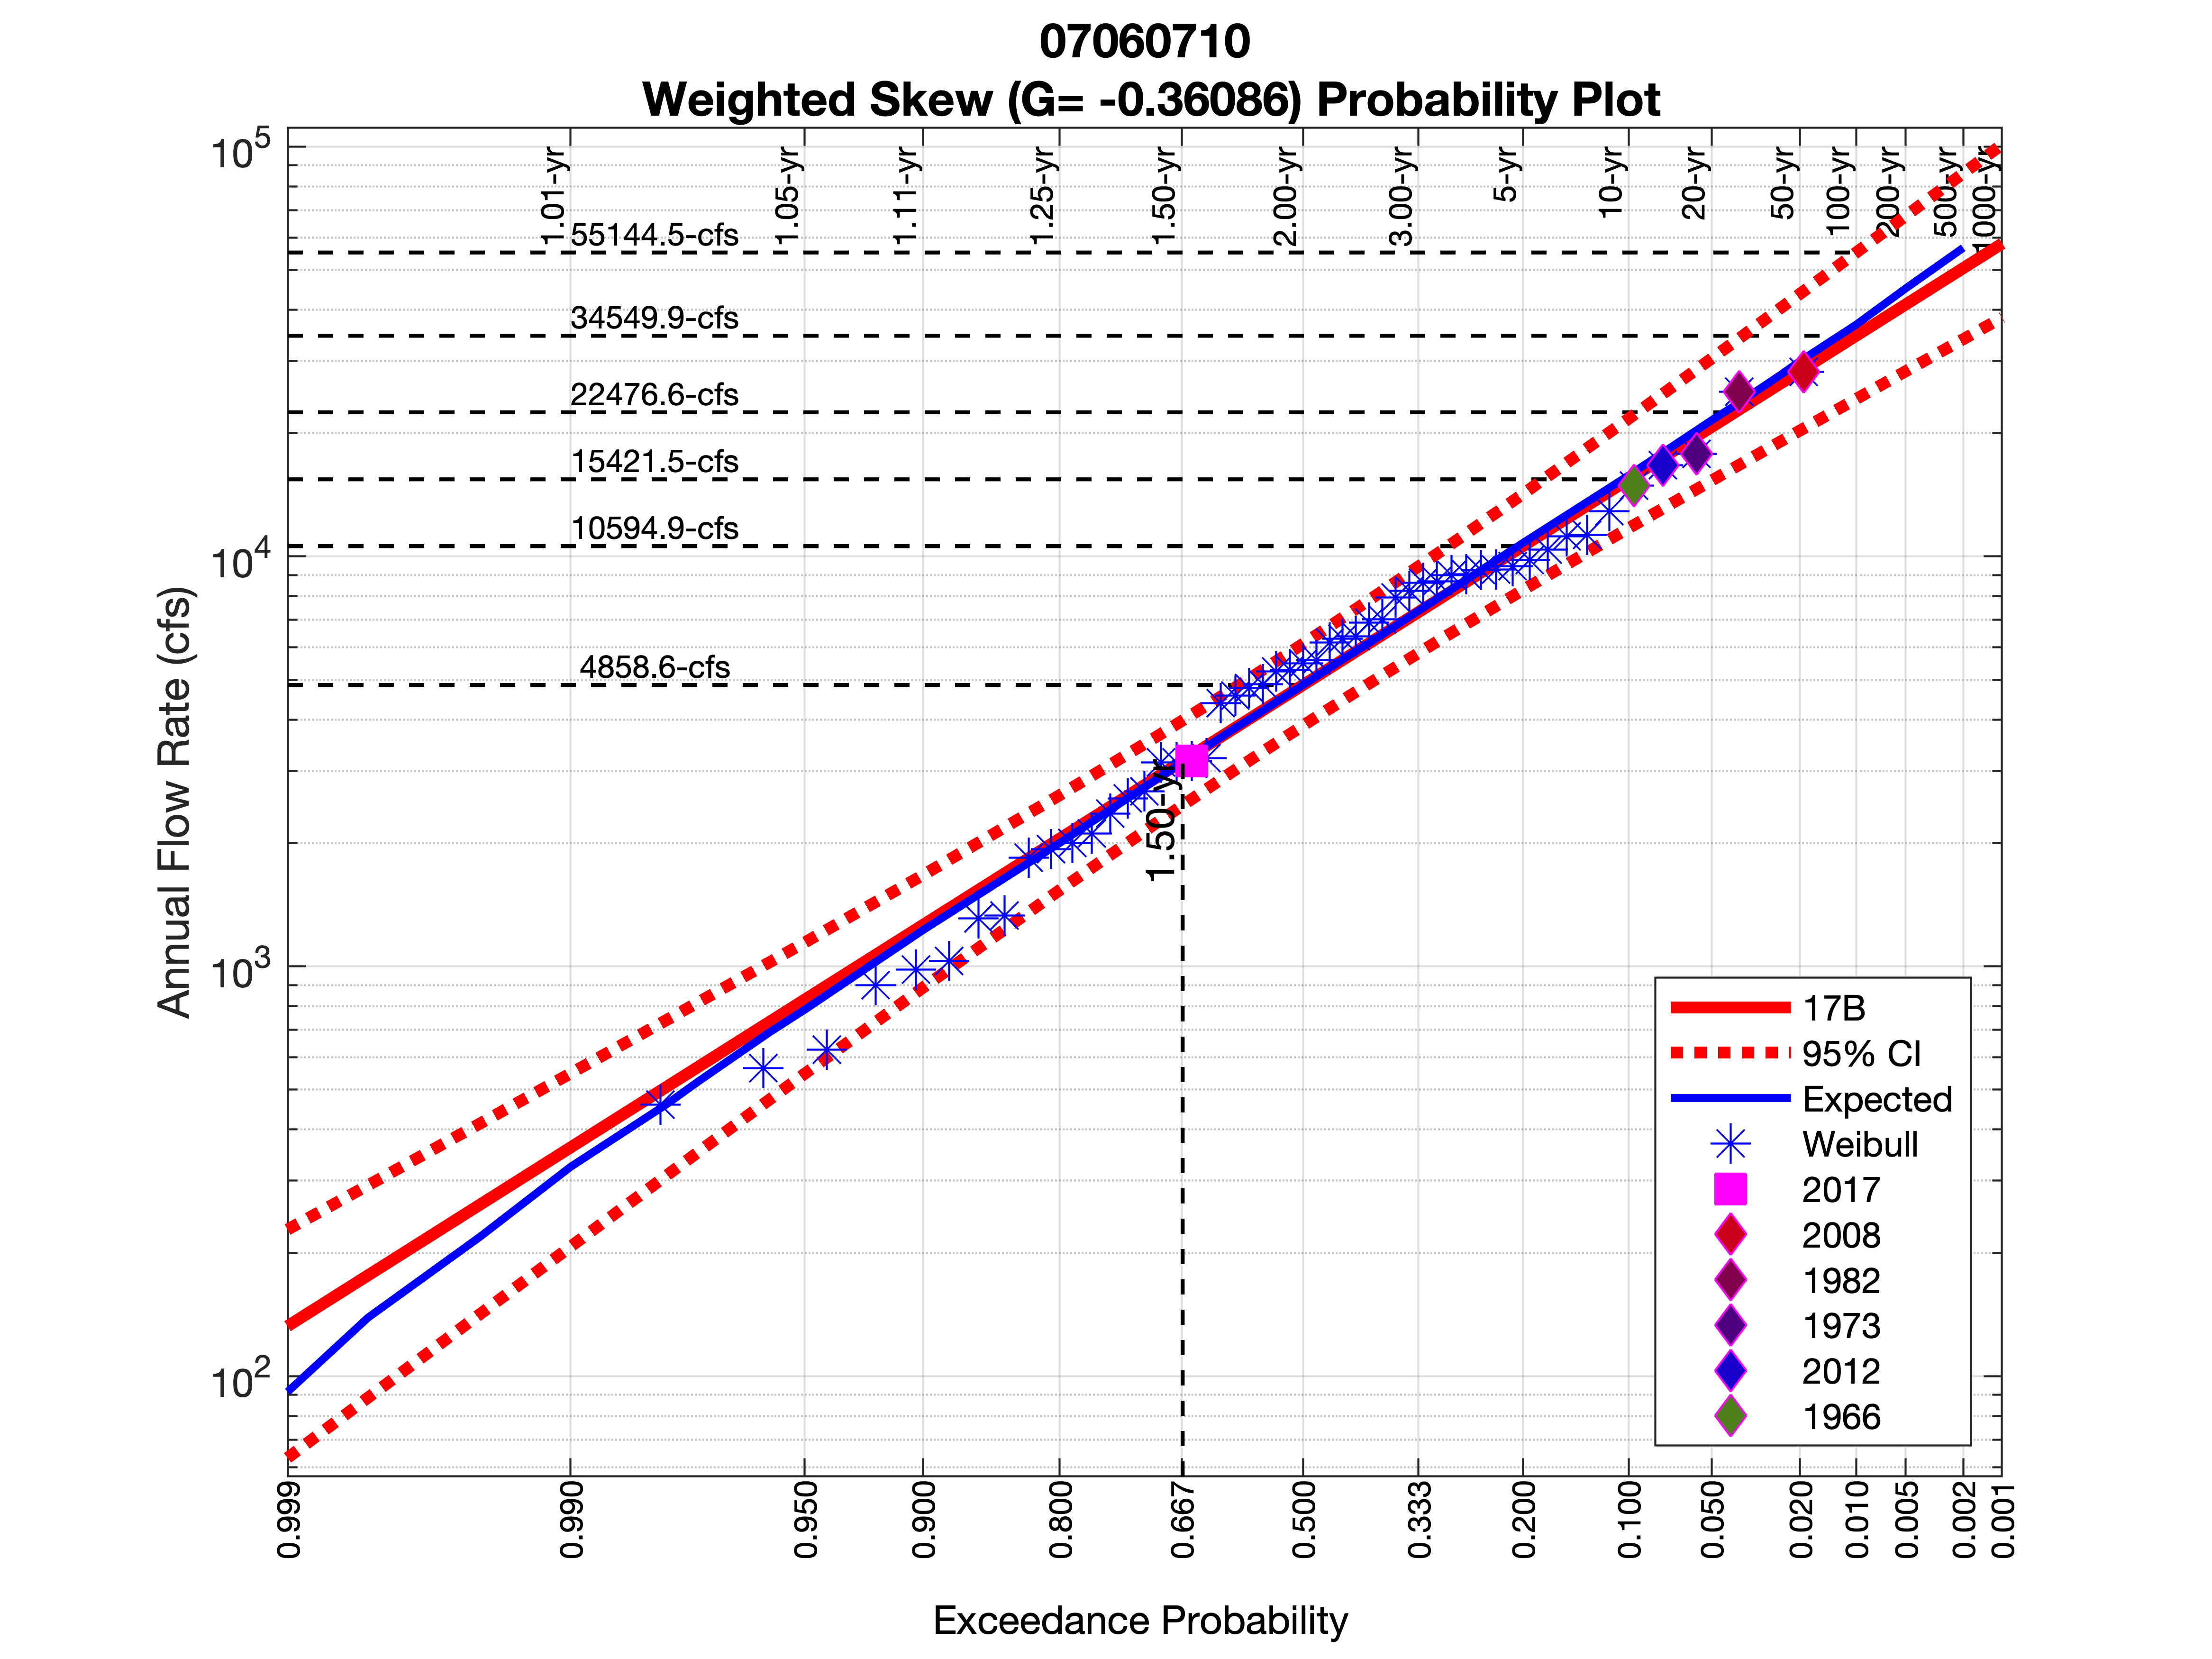 07060710
Weighted Skew (G= -0.36086) Probability Plot
10^5
10^4
10^3
10^2
Annual Flow Rate (cfs)
1.01-yr
1.05-yr
1.11-yr
1.25-yr
1.50-yr
2.00-yr
3.00-yr
5-yr
10-yr
20-yr
50-yr
100-yr
200-yr
500-yr
1000-yr
55144.5-cfs
34549.9-cfs
22476.6-cfs
15421.5-cfs
10594.9-cfs
4858.6-cfs
1.50-yr
17B
95% CI
Expected
Weibull
2017
2008
1982
1973
2012
1966
0.999
0.990
0.950
0.900
0.800
0.667
0.500
0.333
0.200
0.100
0.050
0.020
0.010
0.005
0.002
0.001
Exceedance Probability